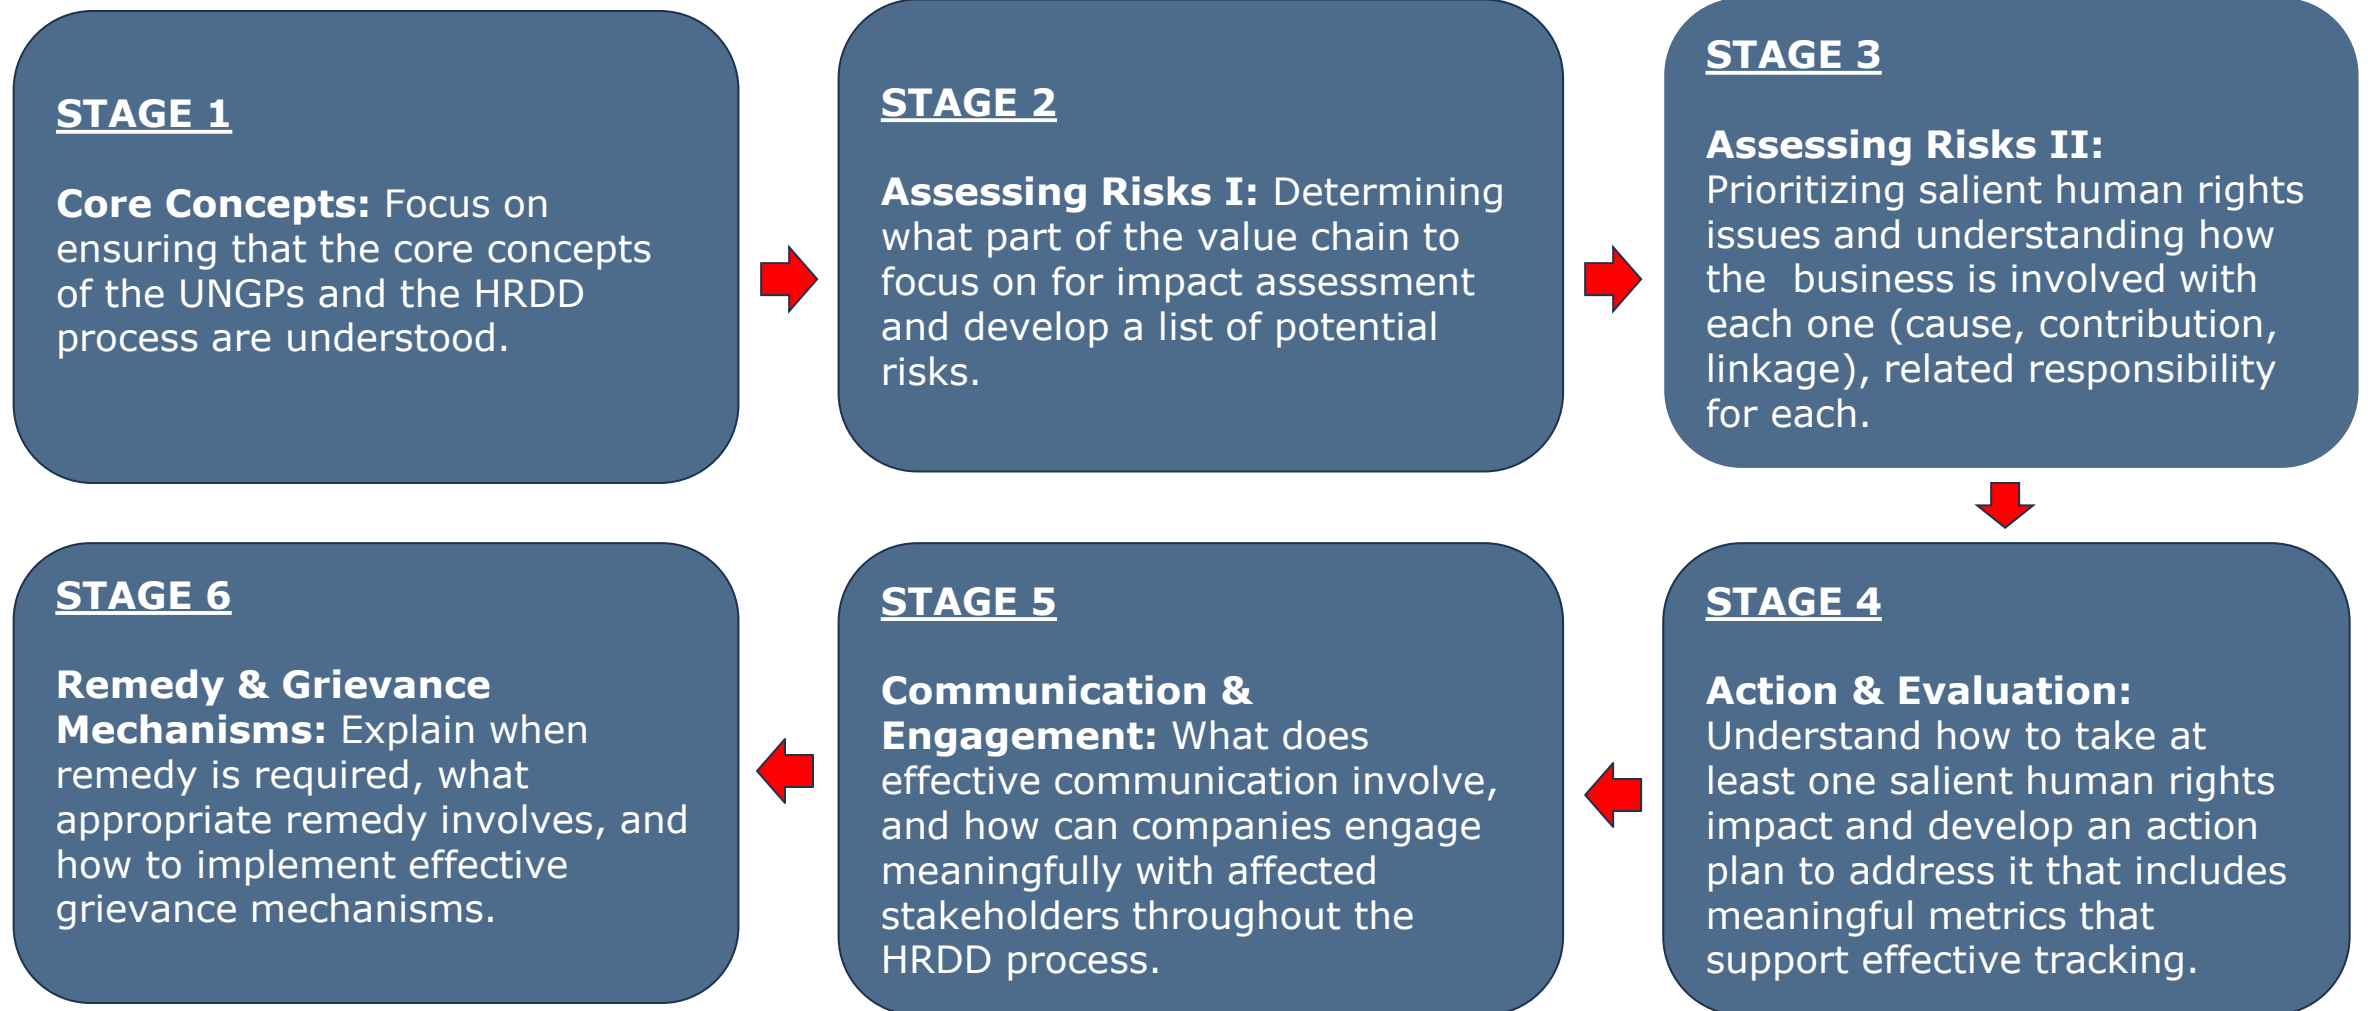 STAGE 1
Core Concepts: Focus on
ensuring that the core concepts
of the UNGPs and the HRDD
process are understood.
STAGE 2
Assessing Risks I: Determining
what part of the value chain to
focus on for impact assessment
and develop a list of potential
risks.
STAGE 3
Assessing Risks II:
Prioritizing salient human rights
issues and understanding how
the  business is involved with
each one (cause, contribution,
linkage), related responsibility
for each.
STAGE 4
Action & Evaluation:
Understand how to take at
least one salient human rights
impact and develop an action
plan to address it that includes
meaningful metrics that
support effective tracking.
STAGE 5
Communication &
Engagement: What does
effective communication involve,
and how can companies engage
meaningfully with affected
stakeholders throughout the
HRDD process.
STAGE 6
Remedy & Grievance
Mechanisms: Explain when
remedy is required, what
appropriate remedy involves, and
how to implement effective
grievance mechanisms.